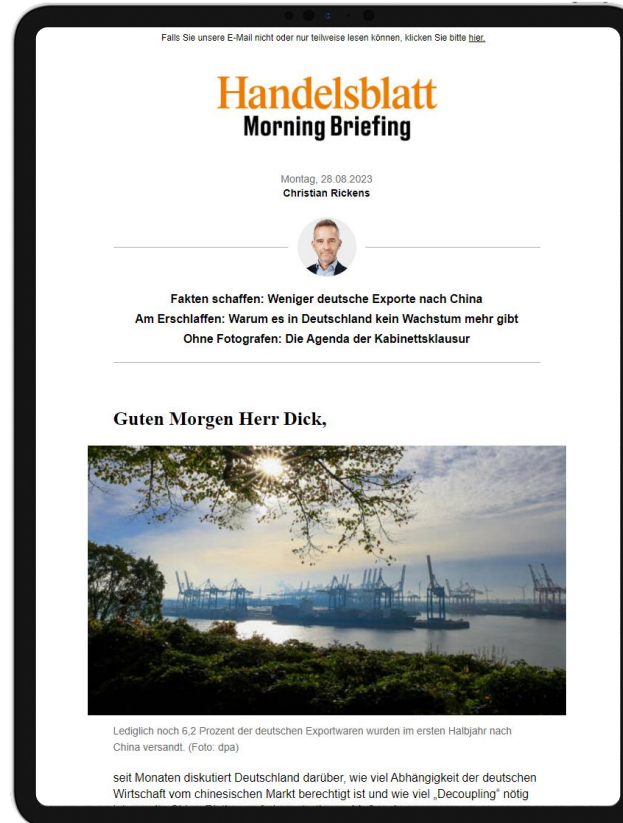 Falls Sie unsere E-Mail nicht oder nur teilweise lesen können, klicken Sie bitte hier.
Handelsblatt
Morning Briefing
Montag, 28.08.2023
Christian Rickens
Fakten schaffen: Weniger deutsche Exporte nach China
Am Erschlaffen: Warum es in Deutschland kein Wachstum mehr gibt
Ohne Fotografen: Die Agenda der Kabinettsklausur
Guten Morgen Herr Dick,
Lediglich noch 6,2 Prozent der deutschen Exportwaren wurden im ersten Halbjahr nach
China versandt. (Foto: dpa)
seit Monaten diskutiert Deutschland darüber, wie viel Abhängigkeit der deutschen
Wirtschaft vom chinesischen Markt berechtigt ist und wie viel „Decoupling" nötig